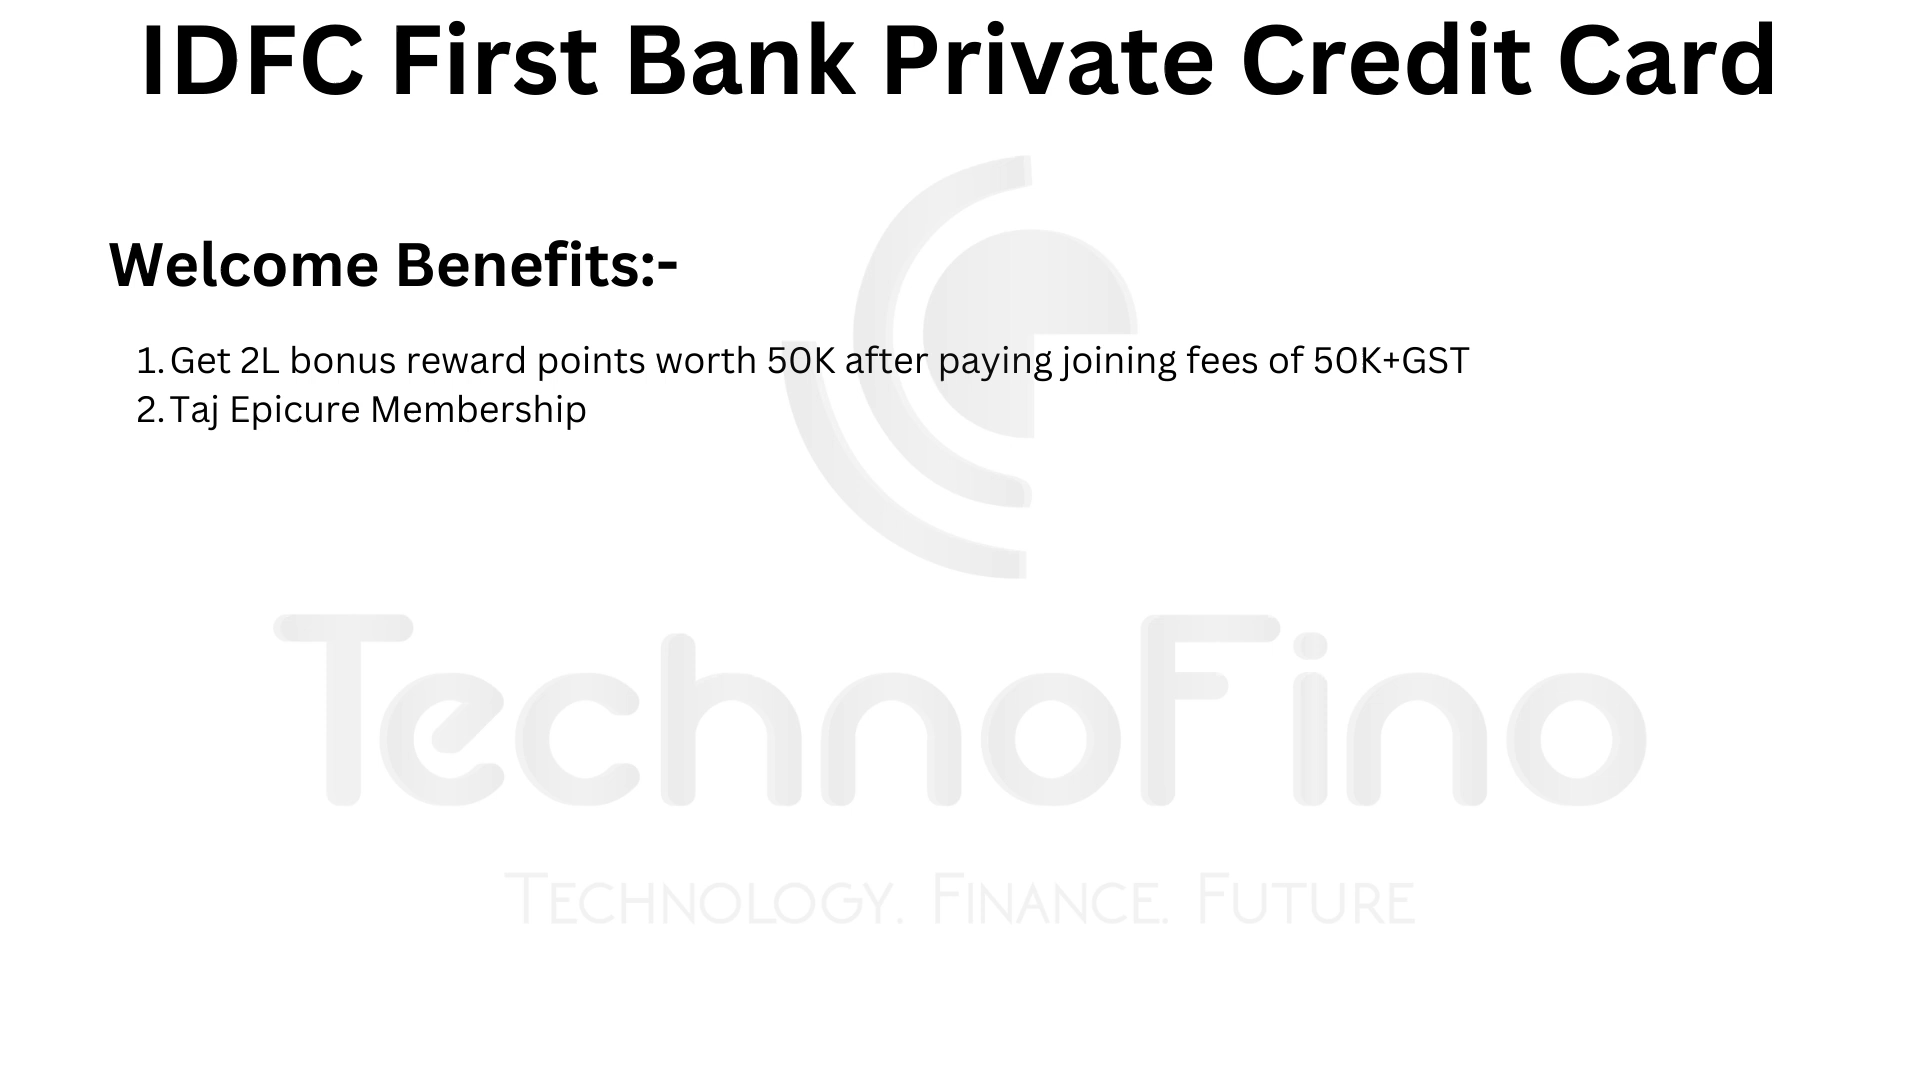 IDFC First Bank Private Credit Card
Welcome Benefits:-
1. Get 2L bonus reward points worth 50K after paying joining fees of 50K+GST
2. Taj Epicure Membership
TechnoFino
Technology. Finance. Future